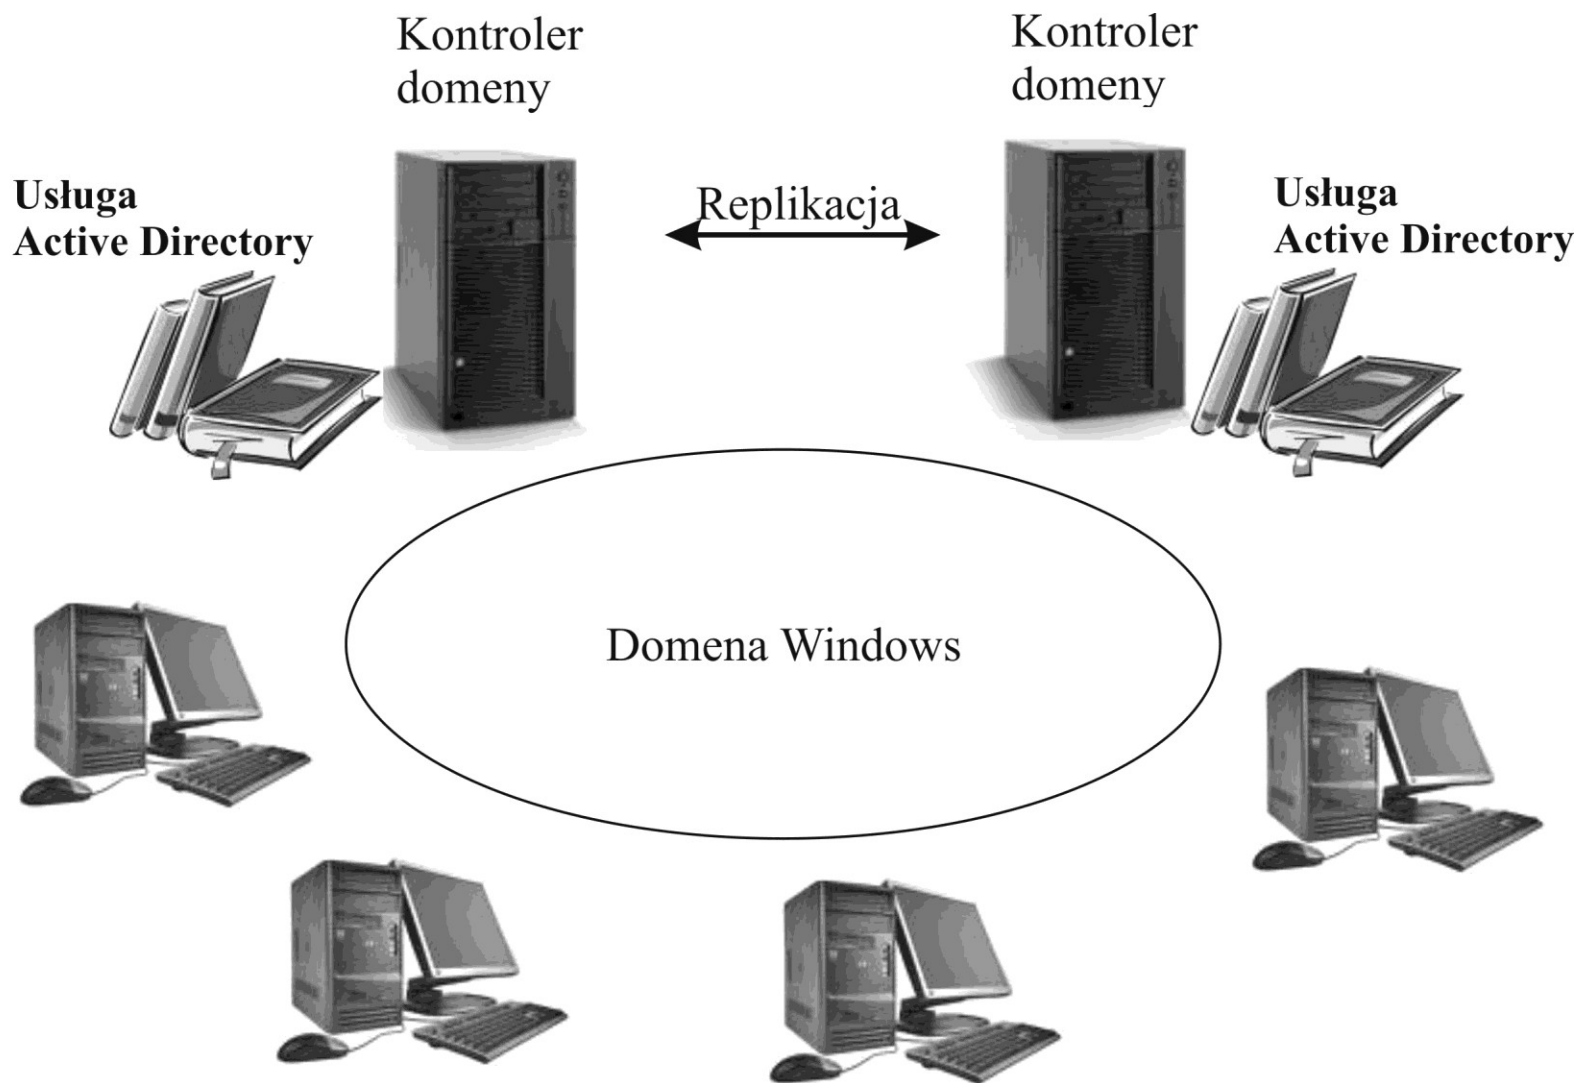 Kontroler
domeny
Kontroler
domeny
Usługa
Active Directory
Replikacja
Usługa
Active Directory
Domena Windows